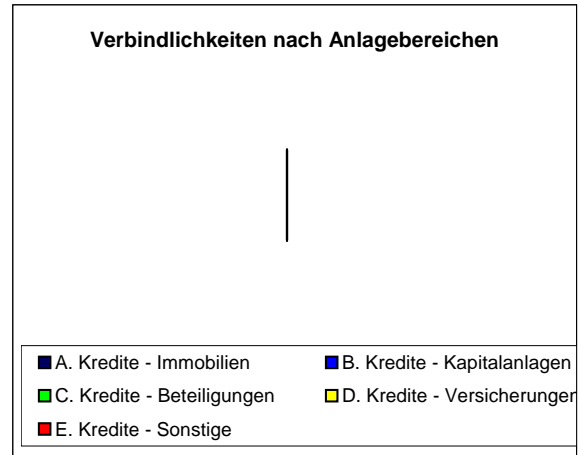 Verbindlichkeiten nach Anlagebereichen
A. Kredite - Immobilien
B. Kredite - Kapitalanlagen
C. Kredite - Beteiligungen
D. Kredite - Versicherungen
E. Kredite - Sonstige